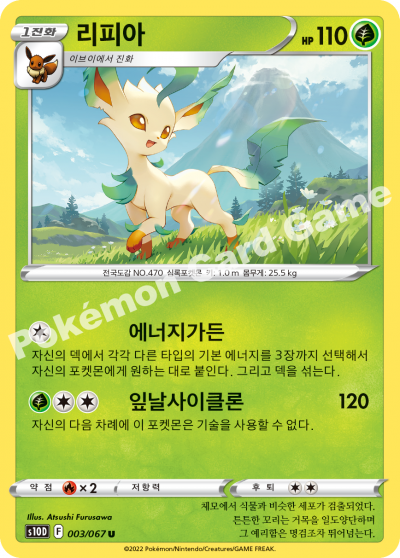 1진화
리피아
HP 110
이브이에서 진화
전국도감 NO.470 심록포켓몬 키: 1.0 m 몸무게: 25.5 kg
Pokémon Card Game
에너지가든
자신의 덱에서 각각 다른 타입의 기본 에너지를 3장까지 선택해서
자신의 포켓몬에게 원하는 대로 붙인다. 그리고 덱을 섞는다.
잎날사이클론 120
자신의 다음 차례에 이 포켓몬은 기술을 사용할 수 없다.
약점 ×2 저항력 후퇴
Illus. Atsushi Furusawa
s10D F 003/067 U
체모에서 식물과 비슷한 세포가 검출되었다.
튼튼한 꼬리는 거목을 일도양단하며
그 예리함은 명검조차 뛰어넘는다.
©2022 Pokémon/Nintendo/Creatures/GAME FREAK.